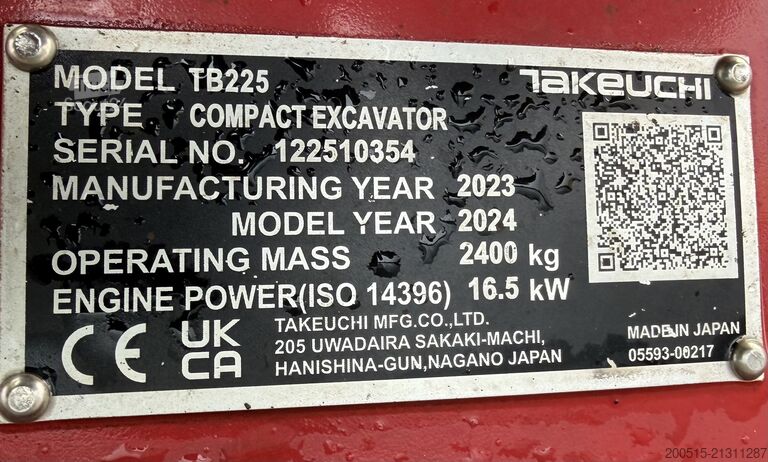 MODEL TB225 TAKEUCHI
TYPE COMPACT EXCAVATOR
SERIAL NO. 122510354
MANUFACTURING YEAR 2023
MODEL YEAR 2024
OPERATING MASS 2400 kg
ENGINE POWER(ISO 14396) 16.5 kW
CE UK CA
TAKEUCHI MFG.CO.,LTD.
205 UWADAIRA SAKAKI-MACHI,
HANISHINA-GUN,NAGANO JAPAN
MADE IN JAPAN
05593-06217
200515-21311287